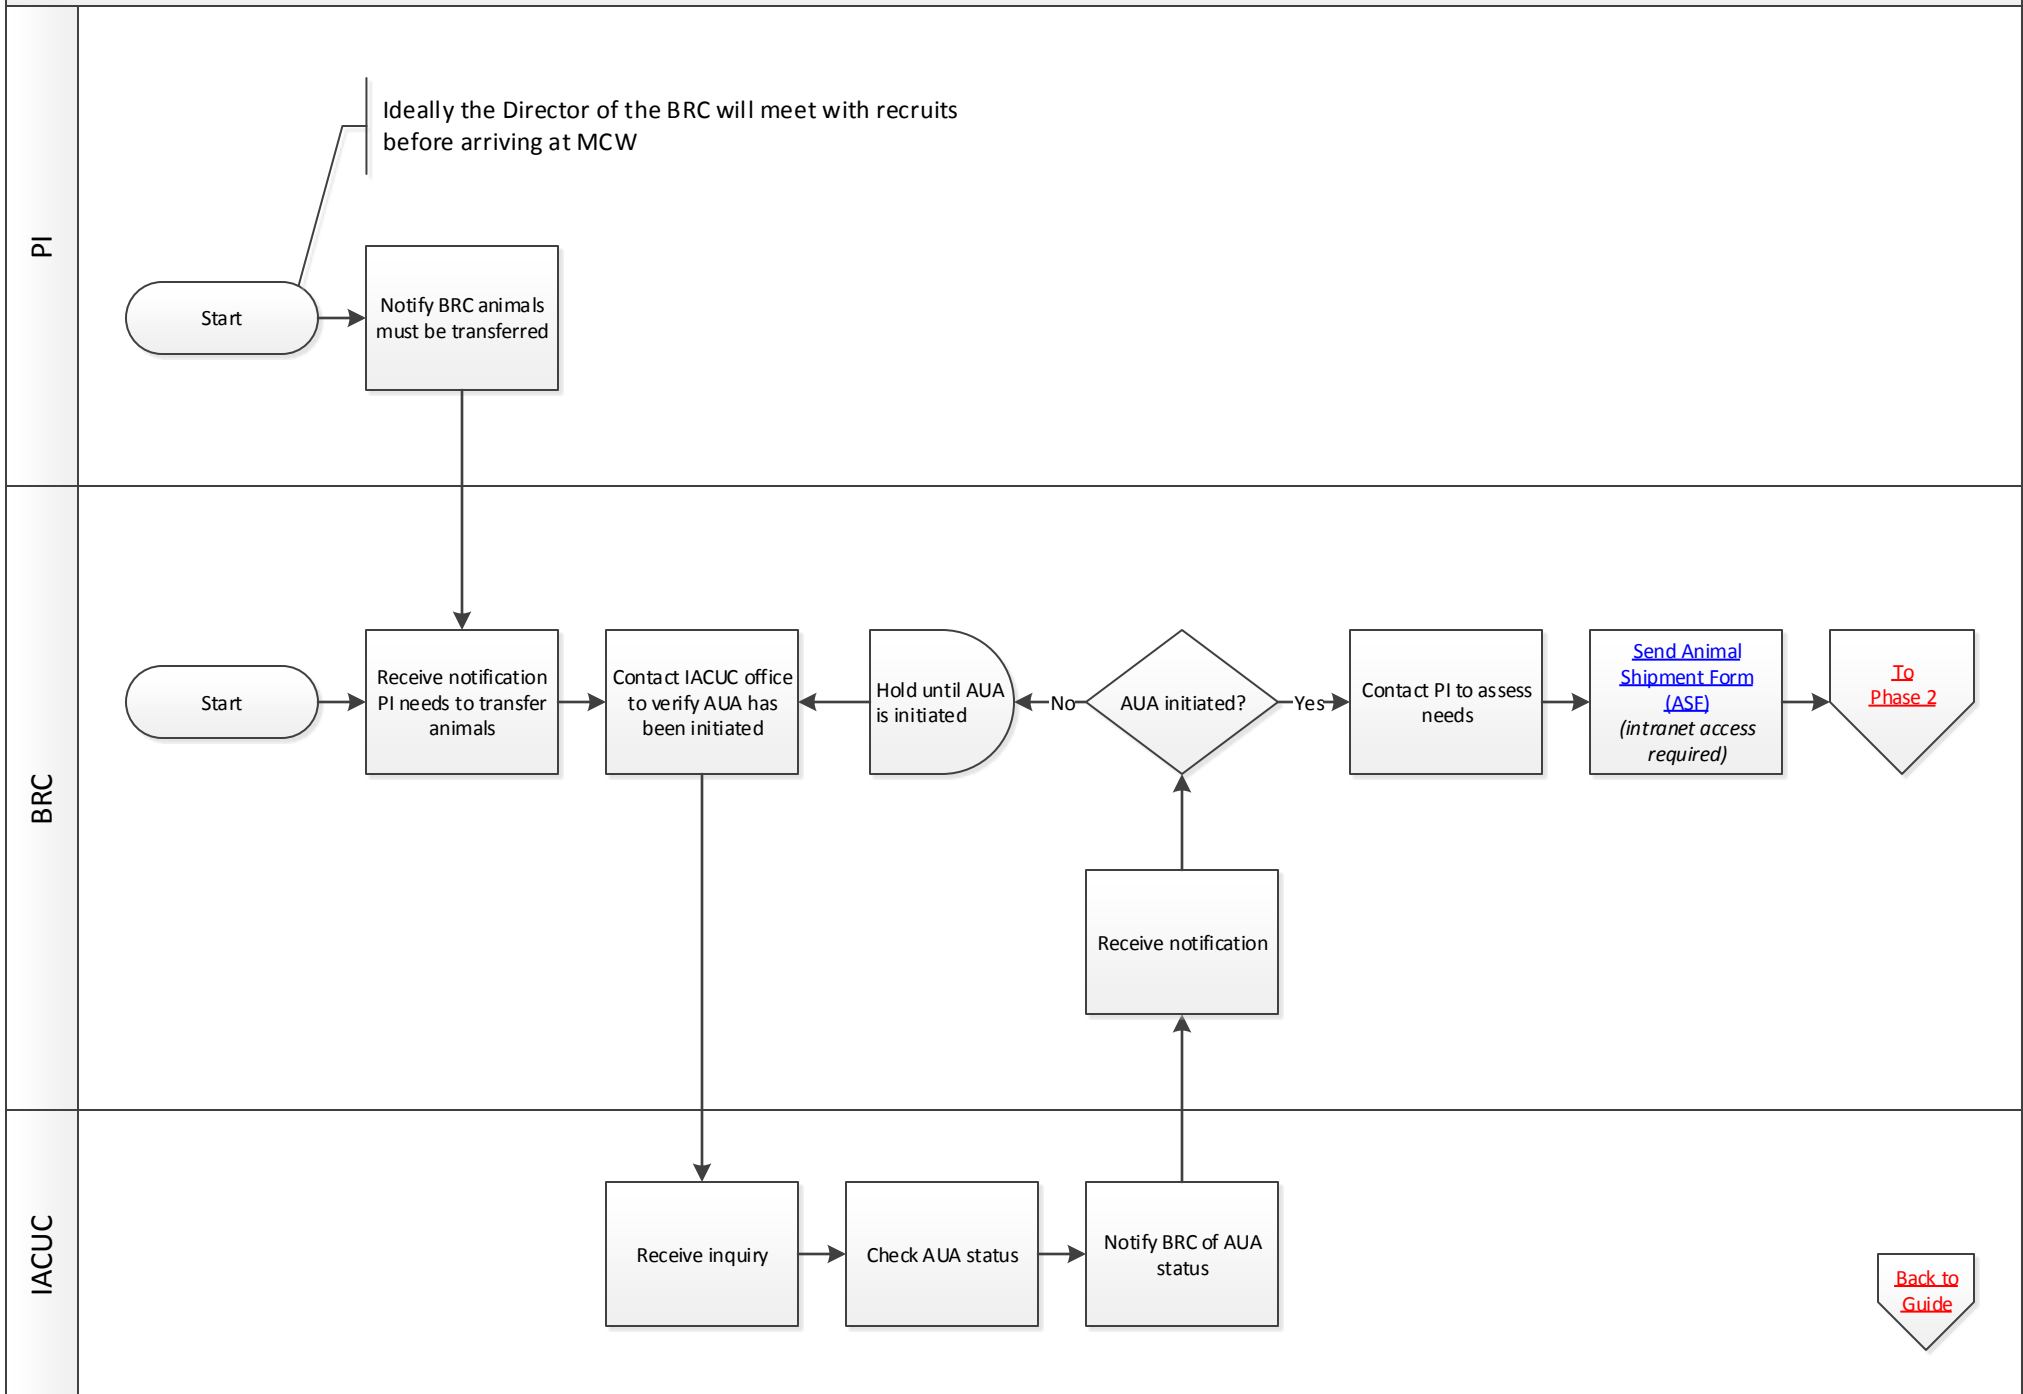 PI
Ideally the Director of the BRC will meet with recruits
before arriving at MCW
Start
Notify BRC animals
must be transferred
BRC
Start
Receive notification
PI needs to transfer
animals
Contact IACUC office
to verify AUA has
been initiated
Hold until AUA
is initiated
No
AUA initiated?
Yes
Contact PI to assess
needs
Send Animal
Shipment Form
(ASF)
(intranet access
required)
To
Phase 2
Receive notification
IACUC
Receive inquiry
Check AUA status
Notify BRC of AUA
status
Back to
Guide